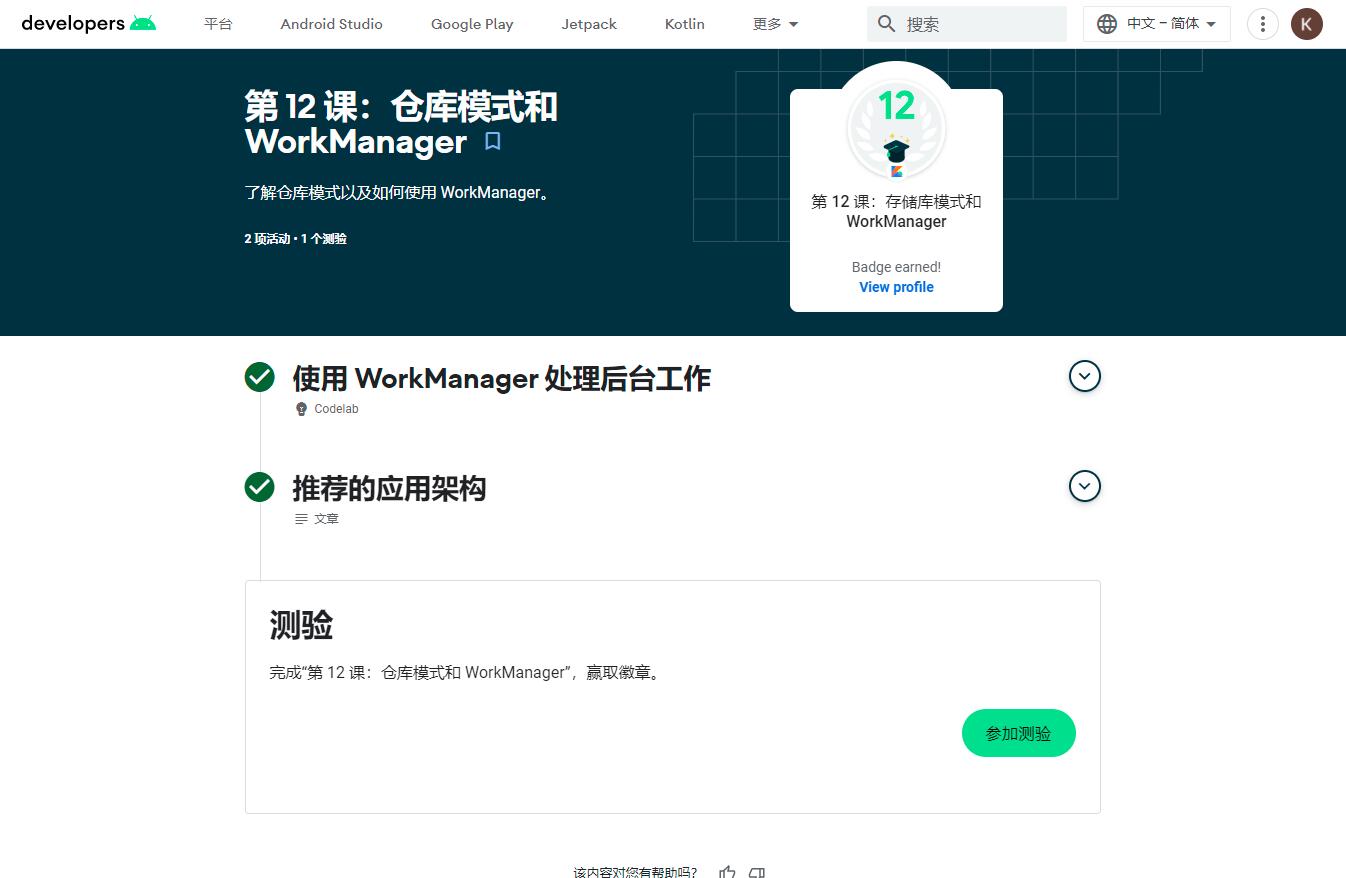 developers
平台
Android Studio
Google Play
Jetpack
Kotlin
更多
搜索
中文 – 简体
K
第 12 课：仓库模式和
WorkManager
了解仓库模式以及如何使用 WorkManager。
2 项活动 • 1 个测验
12
第 12 课：存储库模式和
WorkManager
Badge earned!
View profile
使用 WorkManager 处理后台工作
Codelab
推荐的应用架构
文章
测验
完成“第 12 课：仓库模式和 WorkManager”，赢取徽章。
参加测验
该内容对您有帮助吗？